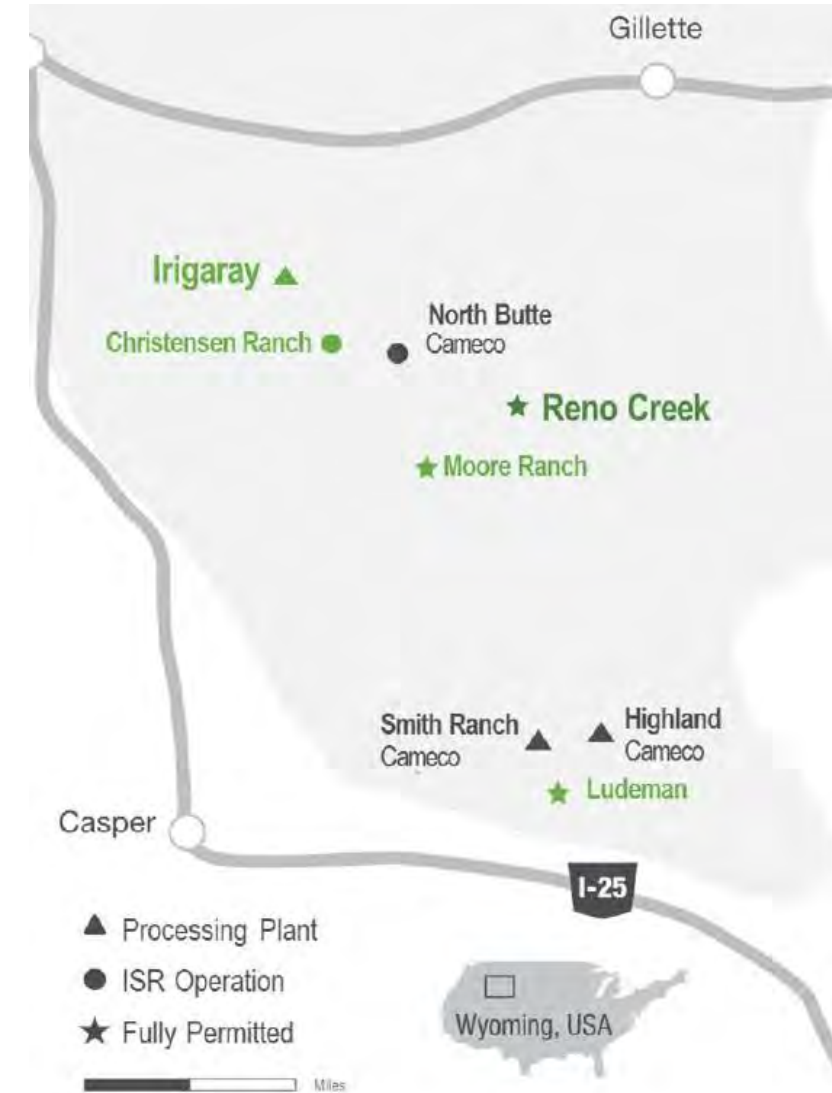 Gillette
Irigaray
Christensen Ranch
North Butte
Cameco
Reno Creek
Moore Ranch
Smith Ranch
Cameco
Highland
Cameco
Ludeman
Casper
I-25
Processing Plant
ISR Operation
Fully Permitted
Wyoming, USA
Miles